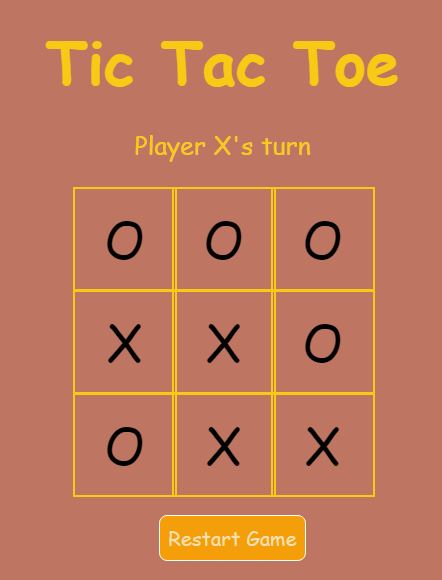 Tic Tac Toe
Player X's turn
O O O
X X O
O X X
Restart Game